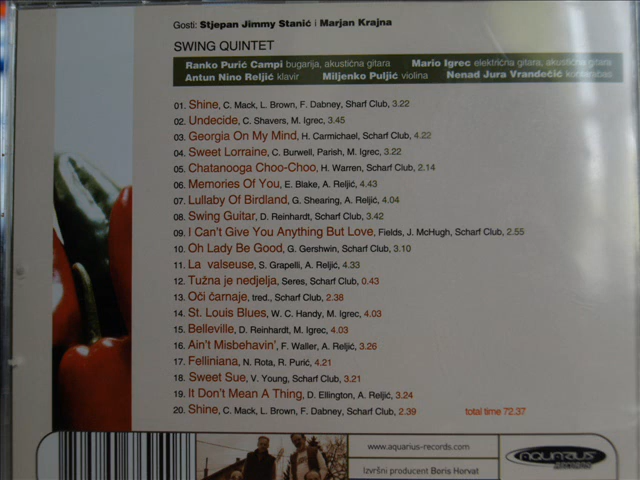 Gosti: Stjepan Jimmy Stanić i Marjan Krajna
SWING QUINTET
Ranko Purić Campi bugarija, akustična gitara Mario Igrec električna gitara, akustična gitara
Antun Nino Reljić klavir Miljenko Puljić violina Nenad Jura Vrandečić kontrabas
01. Shine, C. Mack, L. Brown, F. Dabney, Sharf Club, 3.22
02. Undecide, C. Shavers, M. Igrec, 3.45
03. Georgia On My Mind, H. Carmichael, Scharf Club, 4.22
04. Sweet Lorraine, C. Burwell, Parish, M. Igrec, 3.22
05. Chatanooga Choo-Choo, H. Warren, Scharf Club, 2.14
06. Memories Of You, E. Blake, A. Reljić, 4.43
07. Lullaby Of Birdland, G. Shearing, A. Reljić, 4.04
08. Swing Guitar, D. Reinhardt, Scharf Club, 3.42
09. I Can't Give You Anything But Love, Fields, J. McHugh, Scharf Club, 2.55
10. Oh Lady Be Good, G. Gershwin, Scharf Club, 3.10
11. La valseuse, S. Grapelli, A. Reljić, 4.33
12. Tužna je nedjelja, Seres, Scharf Club, 0.43
13. Oči čarnaje, tred., Scharf Club, 2.38
14. St. Louis Blues, W. C. Handy, M. Igrec, 4.03
15. Belleville, D. Reinhardt, M. Igrec, 4.03
16. Ain't Misbehavin', F. Waller, A. Reljić, 3.26
17. Felliniana, N. Rota, R. Purić, 4.21
18. Sweet Sue, V. Young, Scharf Club, 3.21
19. It Don't Mean A Thing, D. Ellington, A. Reljić, 3.24
20. Shine, C. Mack, L. Brown, F. Dabney, Scharf Club, 2.39 total time 72.37
www.aquarius-records.com
Izvršni producent Boris Horvat
AQUARIUS
RECORDS